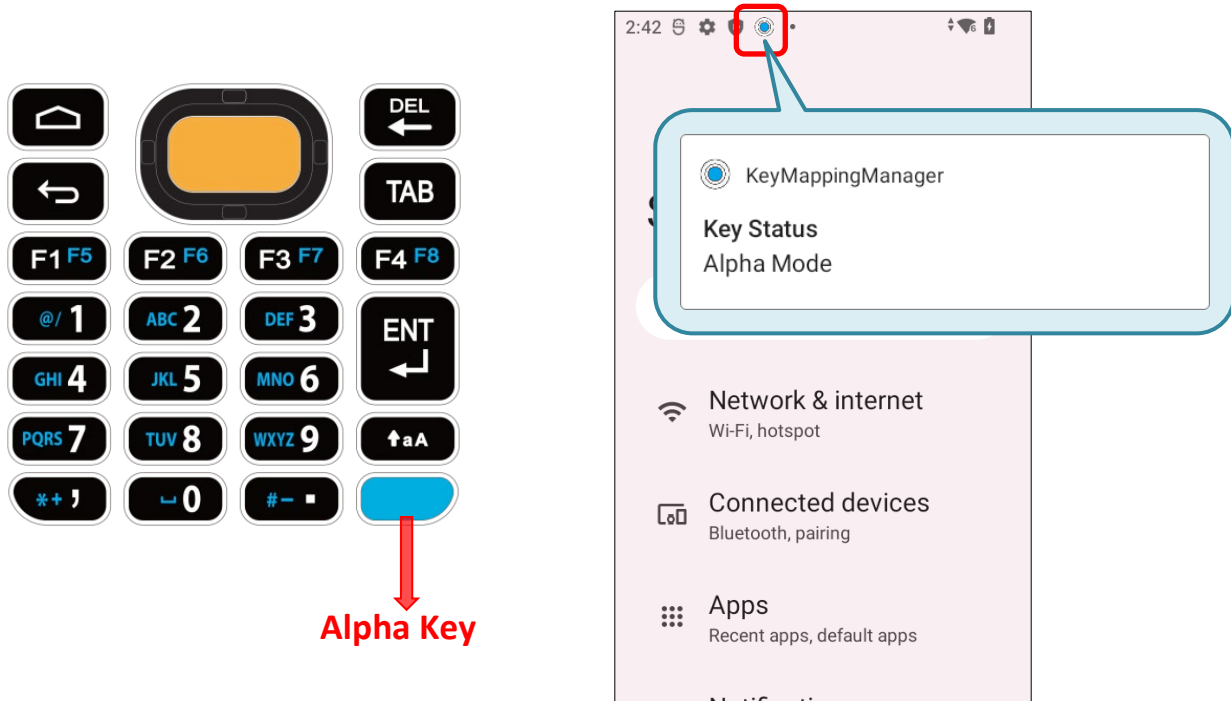 DEL
TAB
F1 F5
F2 F6
F3 F7
F4 F8
@/ 1
ABC 2
DEF 3
ENT
GHI 4
JKL 5
MNO 6
PQRS 7
TUV 8
WXYZ 9
aA
*+ ,
0
#- .
Alpha Key
2:42
6
KeyMappingManager
Key Status
Alpha Mode
Network & internet
Wi-Fi, hotspot
Connected devices
Bluetooth, pairing
Apps
Recent apps, default apps